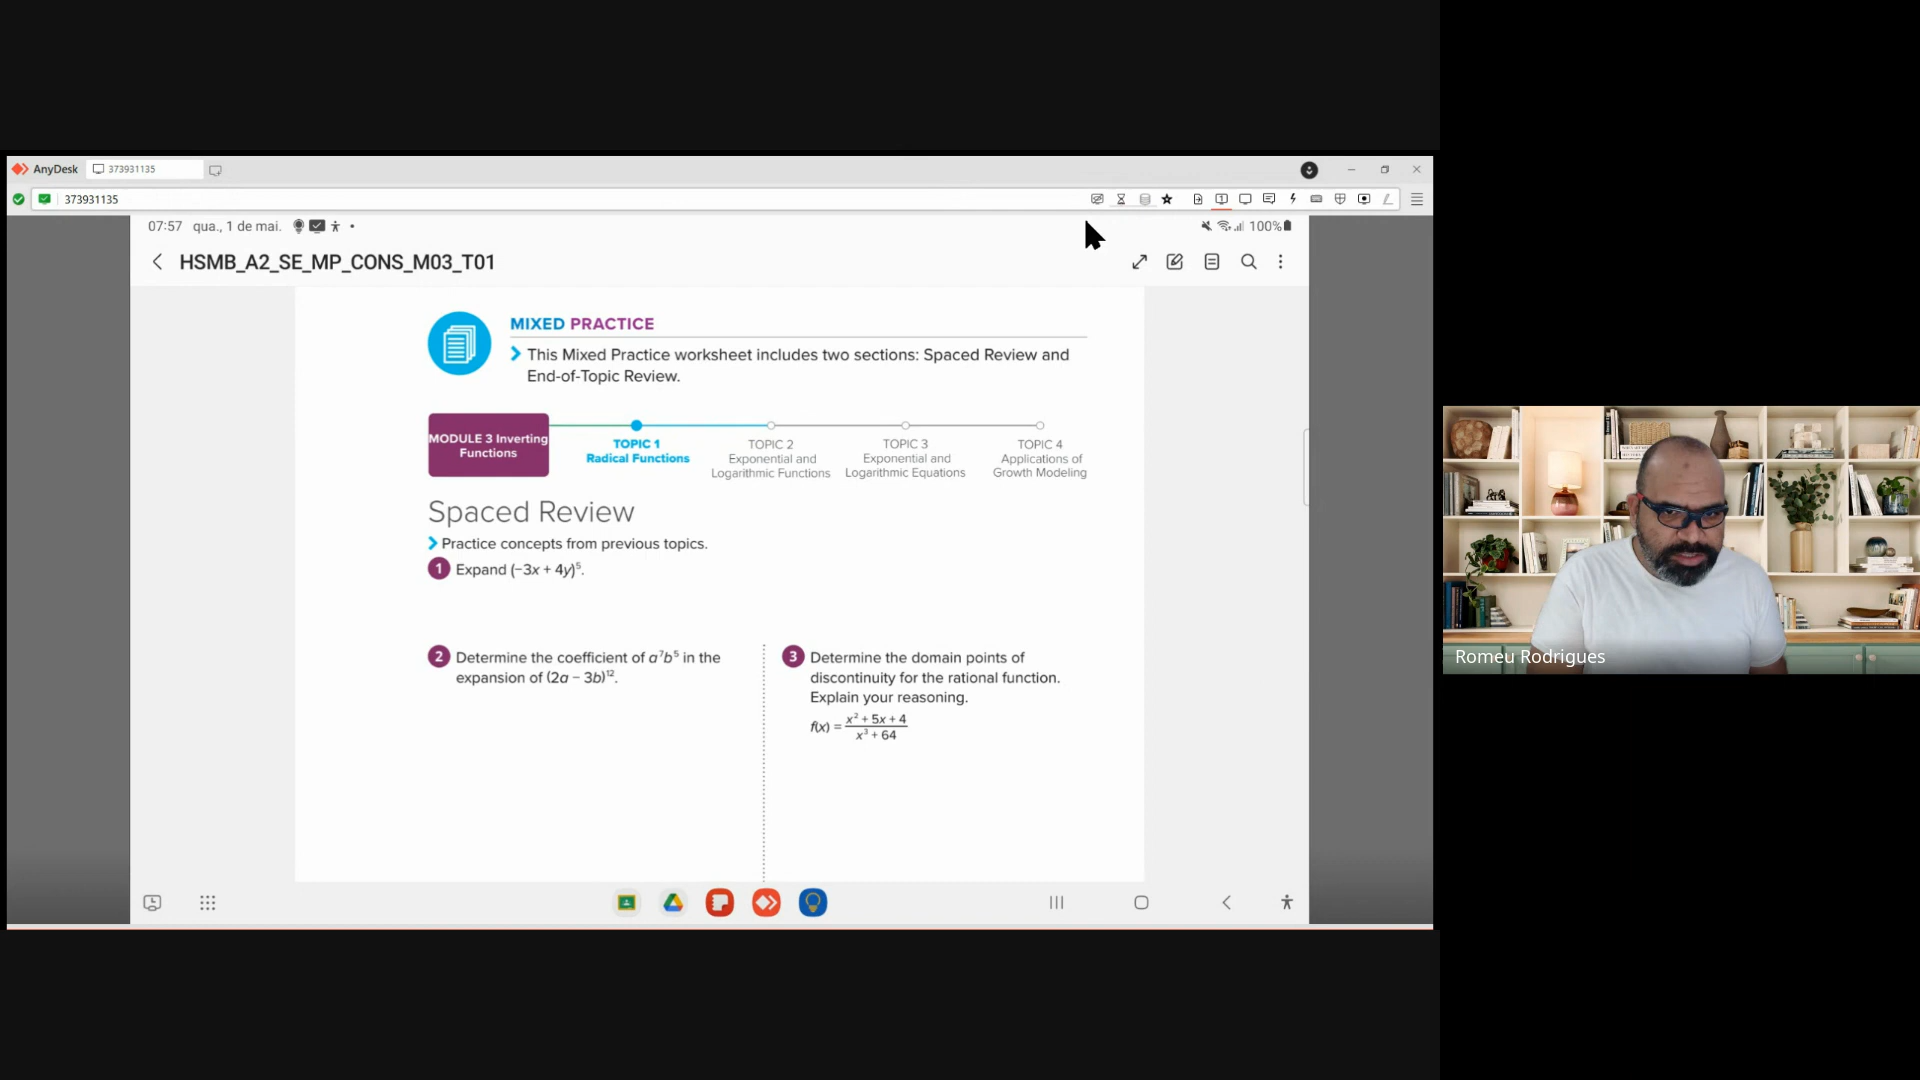 AnyDesk 373931135
373931135
07:57 qua., 1 de mai. 100%
HSMB_A2_SE_MP_CONS_M03_T01
MIXED PRACTICE
This Mixed Practice worksheet includes two sections: Spaced Review and
End-of-Topic Review.
MODULE 3 Inverting
Functions
TOPIC 1
Radical Functions
TOPIC 2
Exponential and
Logarithmic Functions
TOPIC 3
Exponential and
Logarithmic Equations
TOPIC 4
Applications of
Growth Modeling
Spaced Review
Practice concepts from previous topics.
1 Expand (−3x + 4y)⁵.
2 Determine the coefficient of a⁷b⁵ in the
expansion of (2a − 3b)¹².
3 Determine the domain points of
discontinuity for the rational function.
Explain your reasoning.
f(x) = (x² + 5x + 4)/(x³ + 64)
Romeu Rodrigues